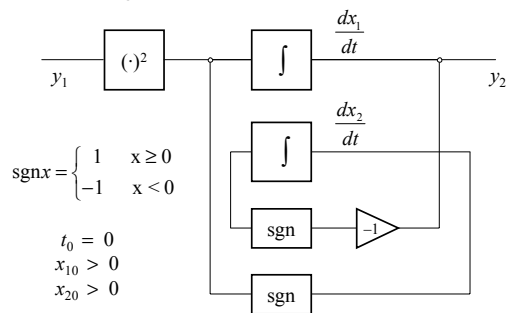 dx₁
dt
(·)²
∫
y₁
y₂
dx₂
dt
∫
sgnx = { 1 x ≥ 0
−1 x < 0
sgn
−1
t₀ = 0
x₁₀ > 0
x₂₀ > 0
sgn